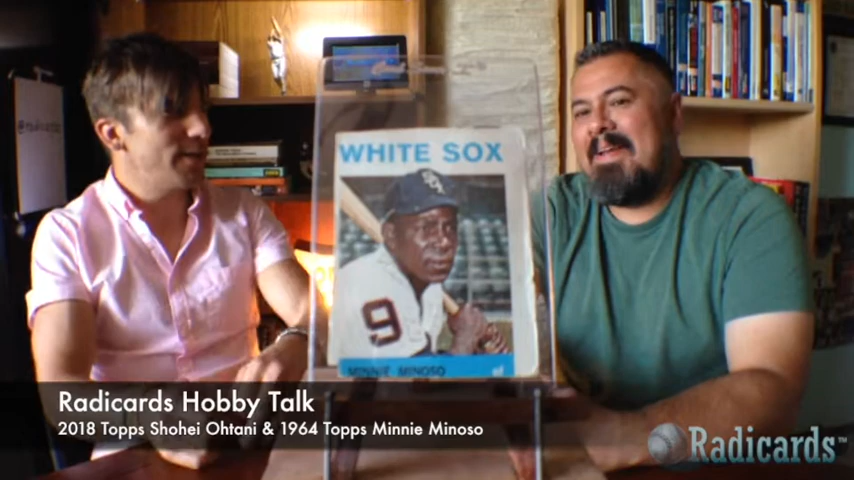 WHITE SOX
9
MINNIE MINOSO
Radicards Hobby Talk
2018 Topps Shohei Ohtani & 1964 Topps Minnie Minoso
Radicards™